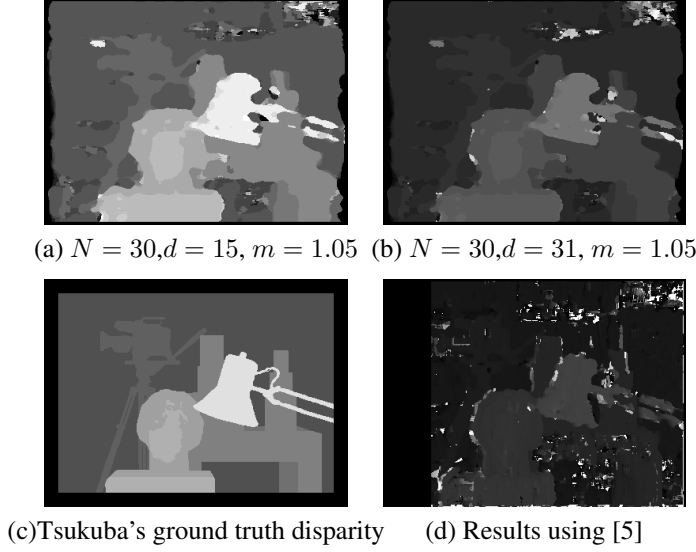 (a) N = 30,d = 15, m = 1.05 (b) N = 30,d = 31, m = 1.05
(c)Tsukuba's ground truth disparity (d) Results using [5]